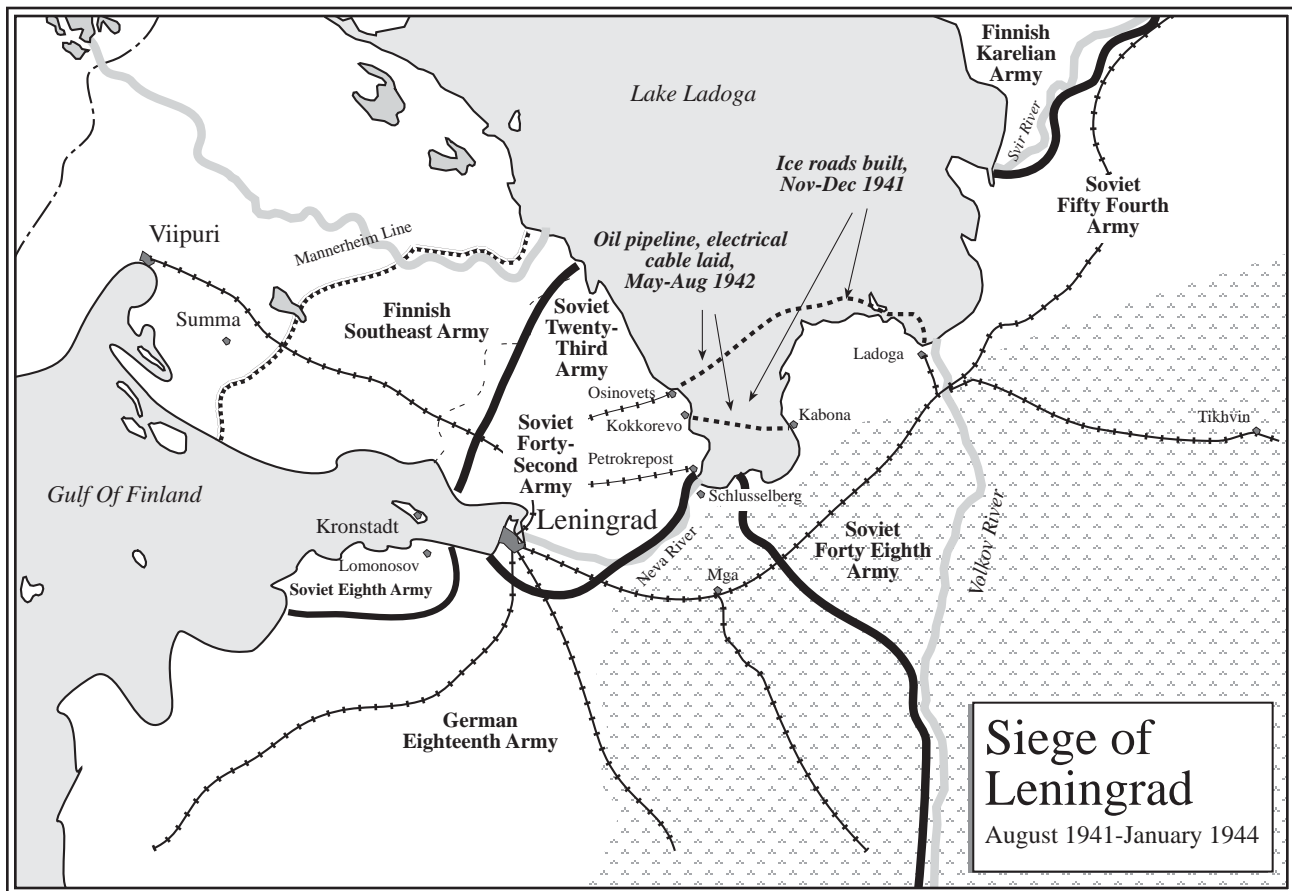 Finnish
Karelian
Army
Lake Ladoga
Svir River
Ice roads built,
Nov-Dec 1941
Soviet
Fifty Fourth
Army
Viipuri
Mannerheim Line
Oil pipeline, electrical
cable laid,
May-Aug 1942
Summa
Finnish
Southeast Army
Soviet
Twenty-
Third
Army
Ladoga
Osinovets
Kokkorevo
Kabona
Tikhvin
Soviet
Forty-
Second
Army
Petrokrepost
Gulf Of Finland
Schlusselberg
Kronstadt
Leningrad
Lomonosov
Soviet Eighth Army
Neva River
Mga
Soviet
Forty Eighth
Army
Volkov River
German
Eighteenth Army
Siege of
Leningrad
August 1941-January 1944